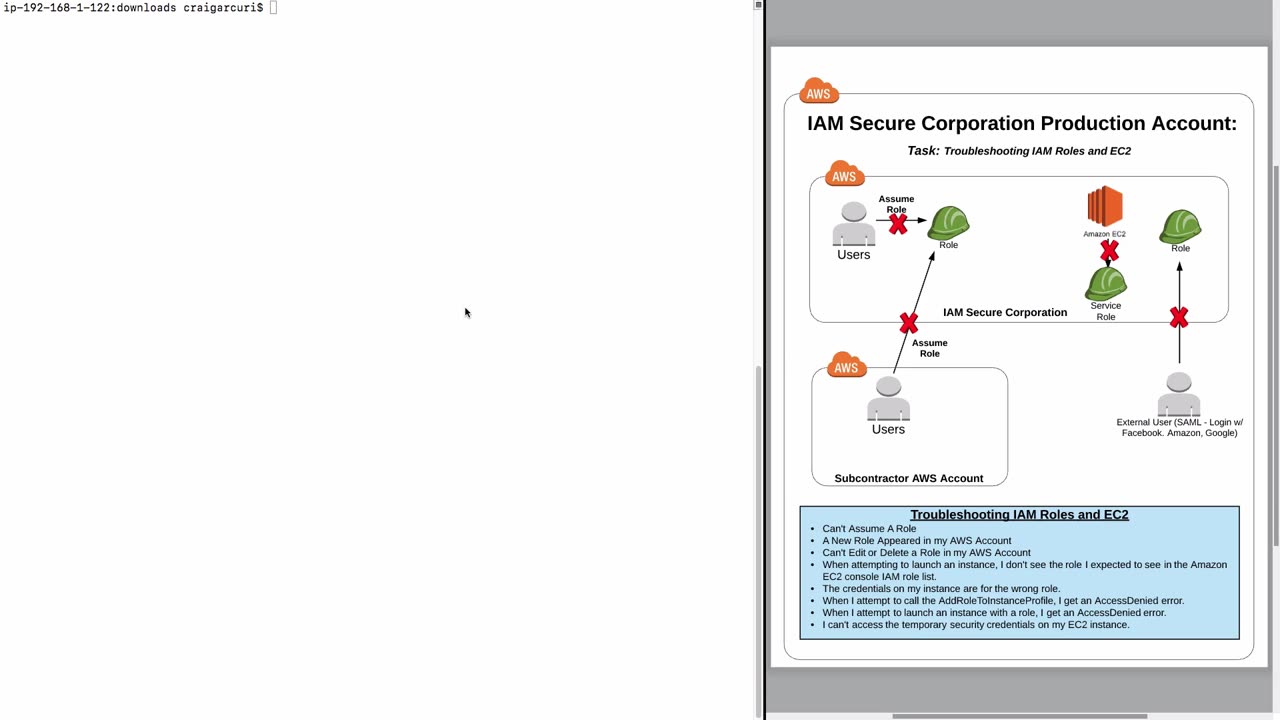 ip-192-168-1-122:downloads craigarcuri$
AWS
IAM Secure Corporation Production Account:
Task: Troubleshooting IAM Roles and EC2
AWS
Assume
Role
Users
Role
Amazon EC2
Service
Role
Role
IAM Secure Corporation
Assume
Role
AWS
Users
Subcontractor AWS Account
External User (SAML - Login w/
Facebook. Amazon, Google)
Troubleshooting IAM Roles and EC2
• Can't Assume A Role
• A New Role Appeared in my AWS Account
• Can't Edit or Delete a Role in my AWS Account
• When attempting to launch an instance, I don't see the role I expected to see in the Amazon
EC2 console IAM role list.
• The credentials on my instance are for the wrong role.
• When I attempt to call the AddRoleToInstanceProfile, I get an AccessDenied error.
• When I attempt to launch an instance with a role, I get an AccessDenied error.
• I can't access the temporary security credentials on my EC2 instance.